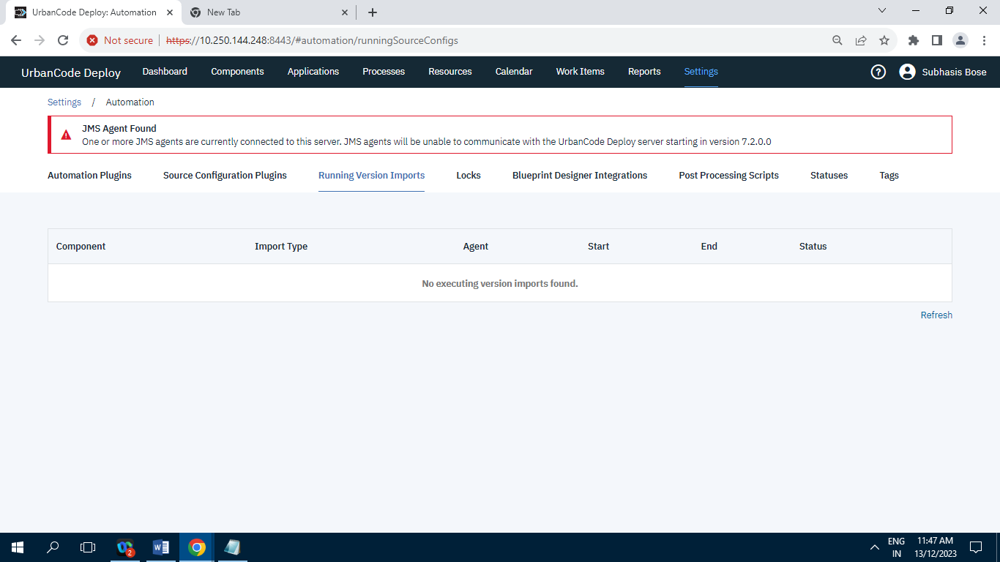 UrbanCode Deploy: Automation
New Tab
Not secure
https://10.250.144.248:8443/#automation/runningSourceConfigs
UrbanCode Deploy Dashboard Components Applications Processes Resources Calendar Work Items Reports Settings Subhasis Bose
Settings / Automation
JMS Agent Found
One or more JMS agents are currently connected to this server. JMS agents will be unable to communicate with the UrbanCode Deploy server starting in version 7.2.0.0
Automation Plugins Source Configuration Plugins Running Version Imports Locks Blueprint Designer Integrations Post Processing Scripts Statuses Tags
Component Import Type Agent Start End Status
No executing version imports found.
Refresh
2
ENG
IN
11:47 AM
13/12/2023